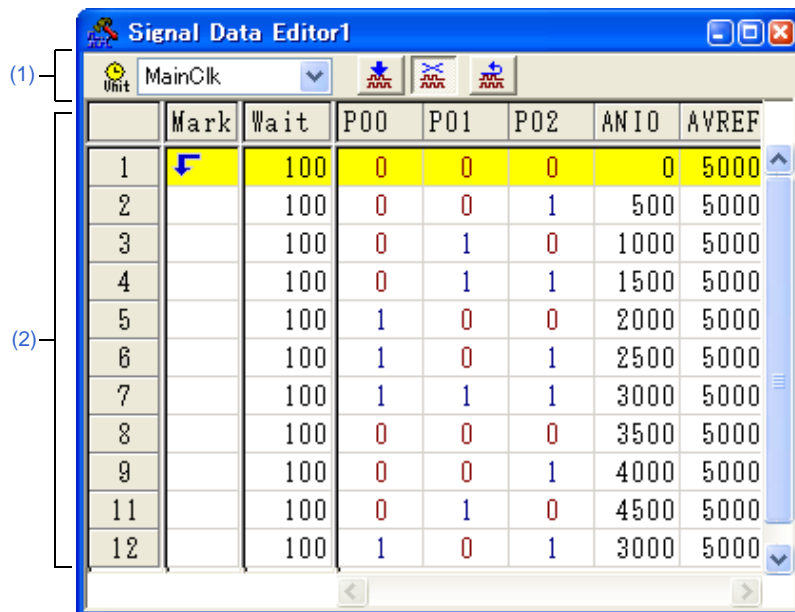 Signal Data Editor1
(1)
Unit MainClk
(2)
Mark Wait P00 P01 P02 ANI0 AVREF
1 100 0 0 0 0 5000
2 100 0 0 1 500 5000
3 100 0 1 0 1000 5000
4 100 0 1 1 1500 5000
5 100 1 0 0 2000 5000
6 100 1 0 1 2500 5000
7 100 1 1 1 3000 5000
8 100 0 0 0 3500 5000
9 100 0 0 1 4000 5000
11 100 0 1 0 4500 5000
12 100 1 0 1 3000 5000